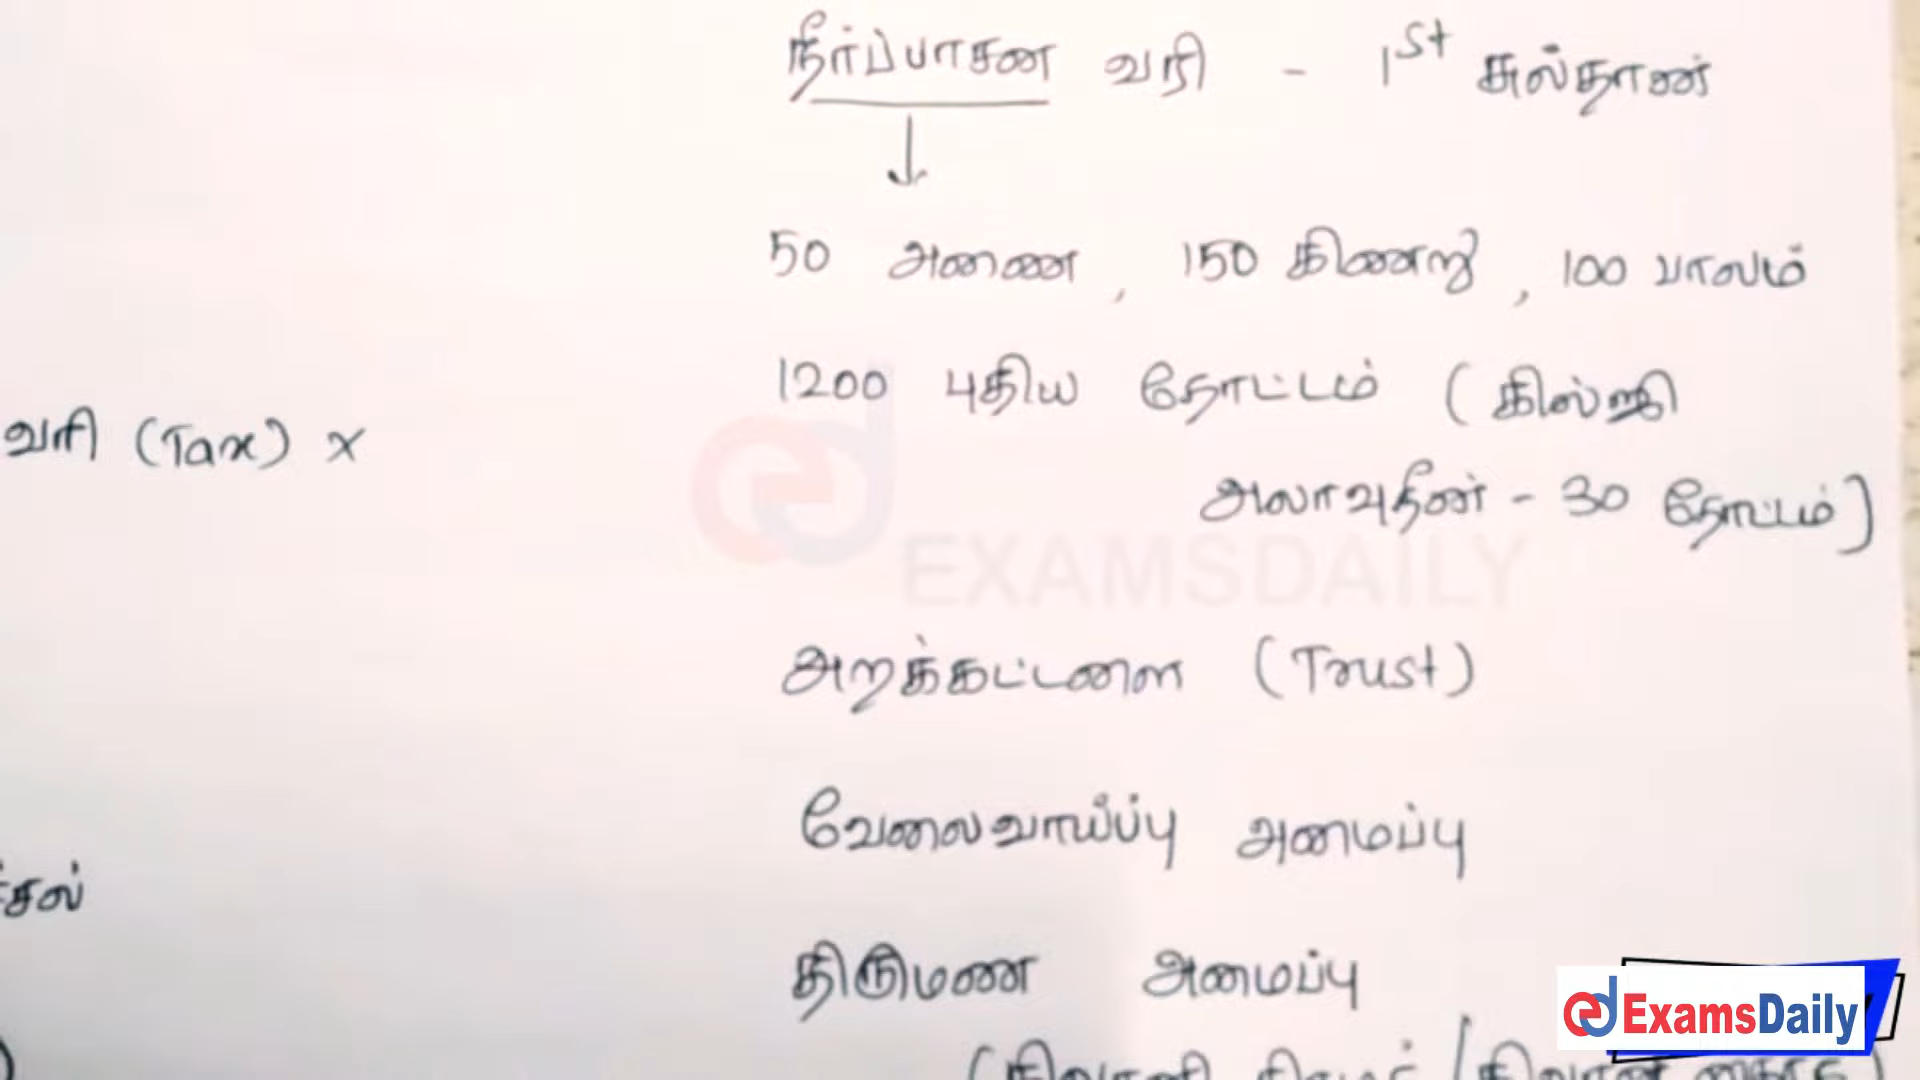 நீர்ப்பாசன வரி - 1st சுல்தான்
50 அணை, 150 கிணறு, 100 பாலம்
1200 புதிய தோட்டம் (கில்ஜி
வரி (Tax) x
அலாவுதீன் - 30 தோட்டம்]
EXAMSDAILY
அறக்கட்டளை (Trust)
வேலைவாய்ப்பு அமைப்பு
திருமண அமைப்பு
ExamsDaily